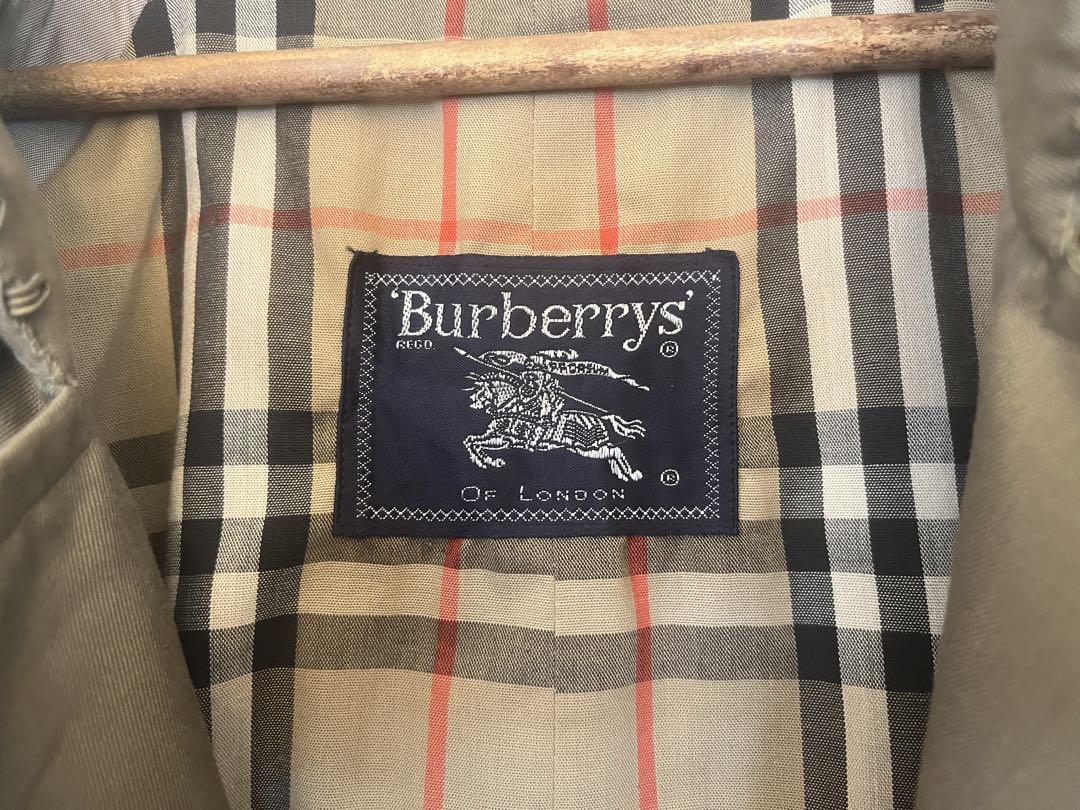 'Burberrys'
REGD.
®
PRORSUM
OF LONDON
®